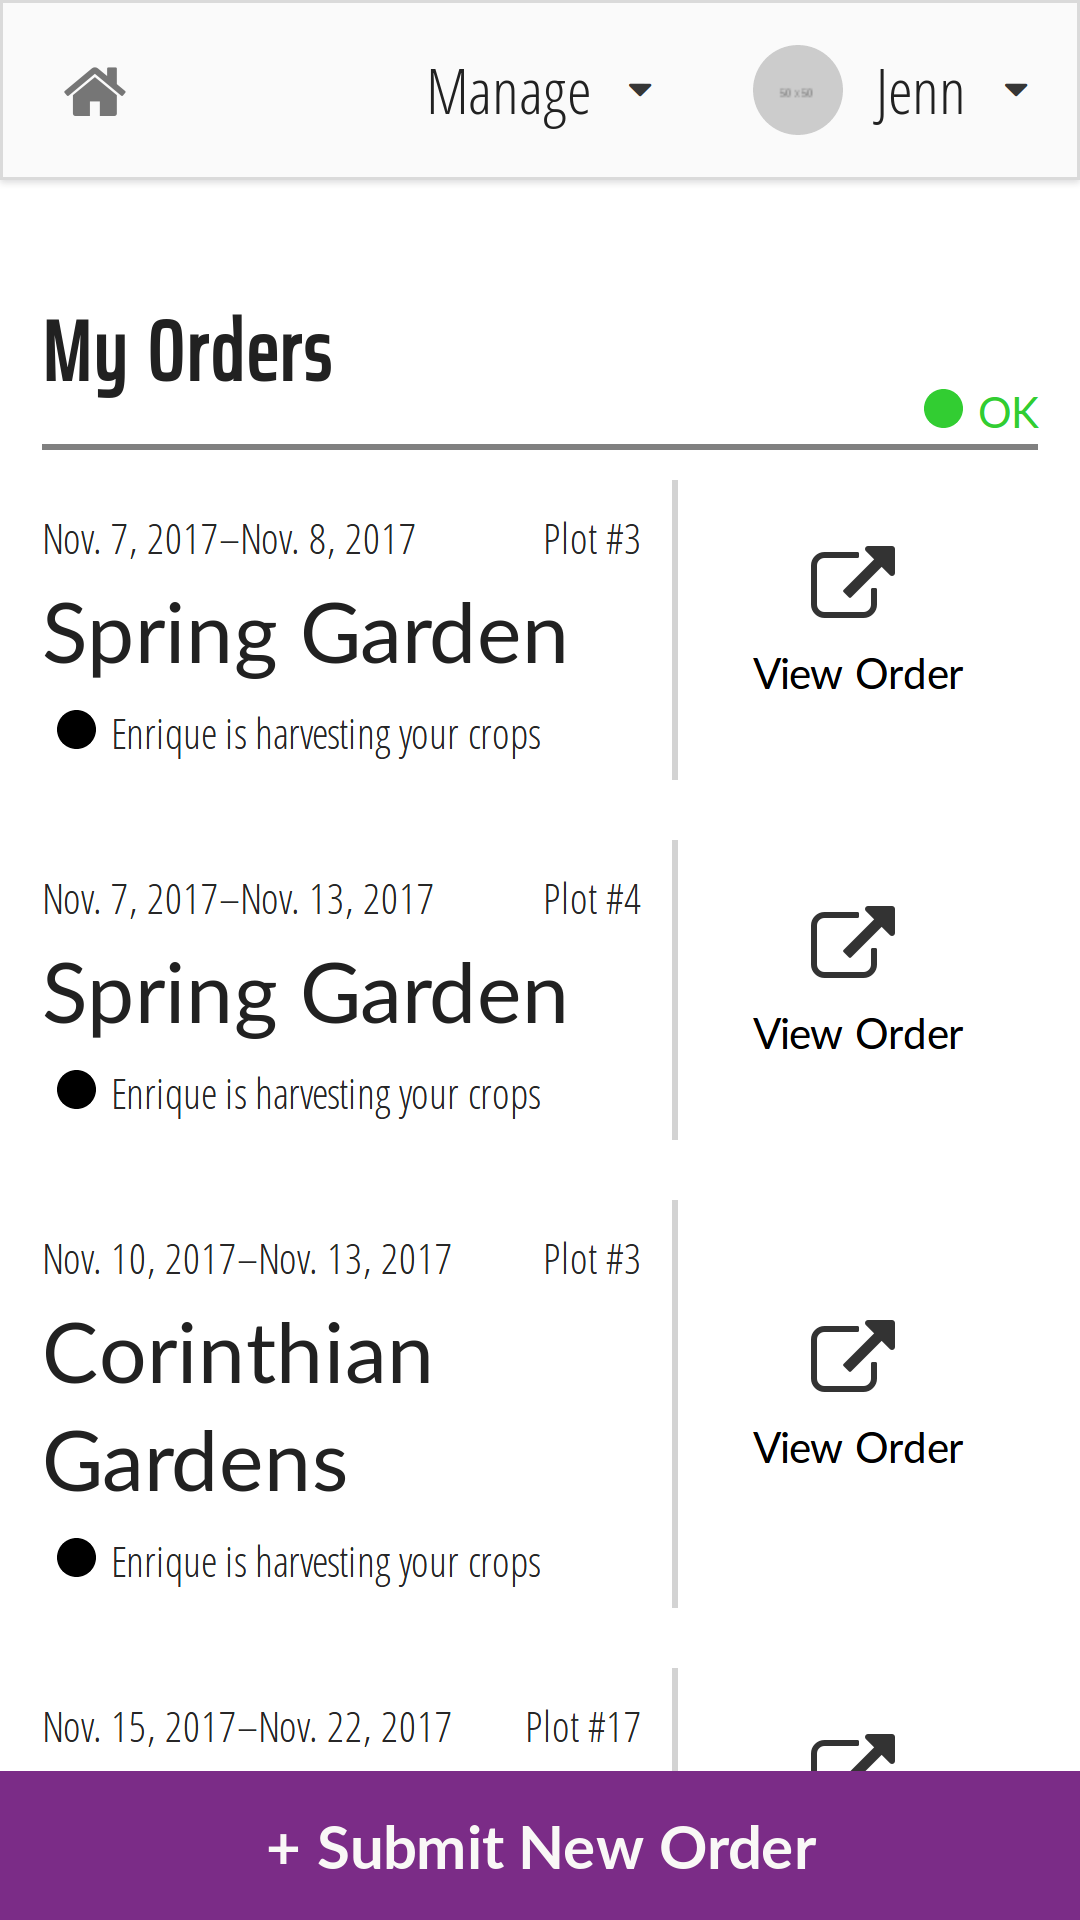 Manage
50 x 50
Jenn
My Orders
OK
Nov. 7, 2017–Nov. 8, 2017 Plot #3
Spring Garden
Enrique is harvesting your crops
View Order
Nov. 7, 2017–Nov. 13, 2017 Plot #4
Spring Garden
Enrique is harvesting your crops
View Order
Nov. 10, 2017–Nov. 13, 2017 Plot #3
Corinthian
Gardens
Enrique is harvesting your crops
View Order
Nov. 15, 2017–Nov. 22, 2017 Plot #17
+ Submit New Order